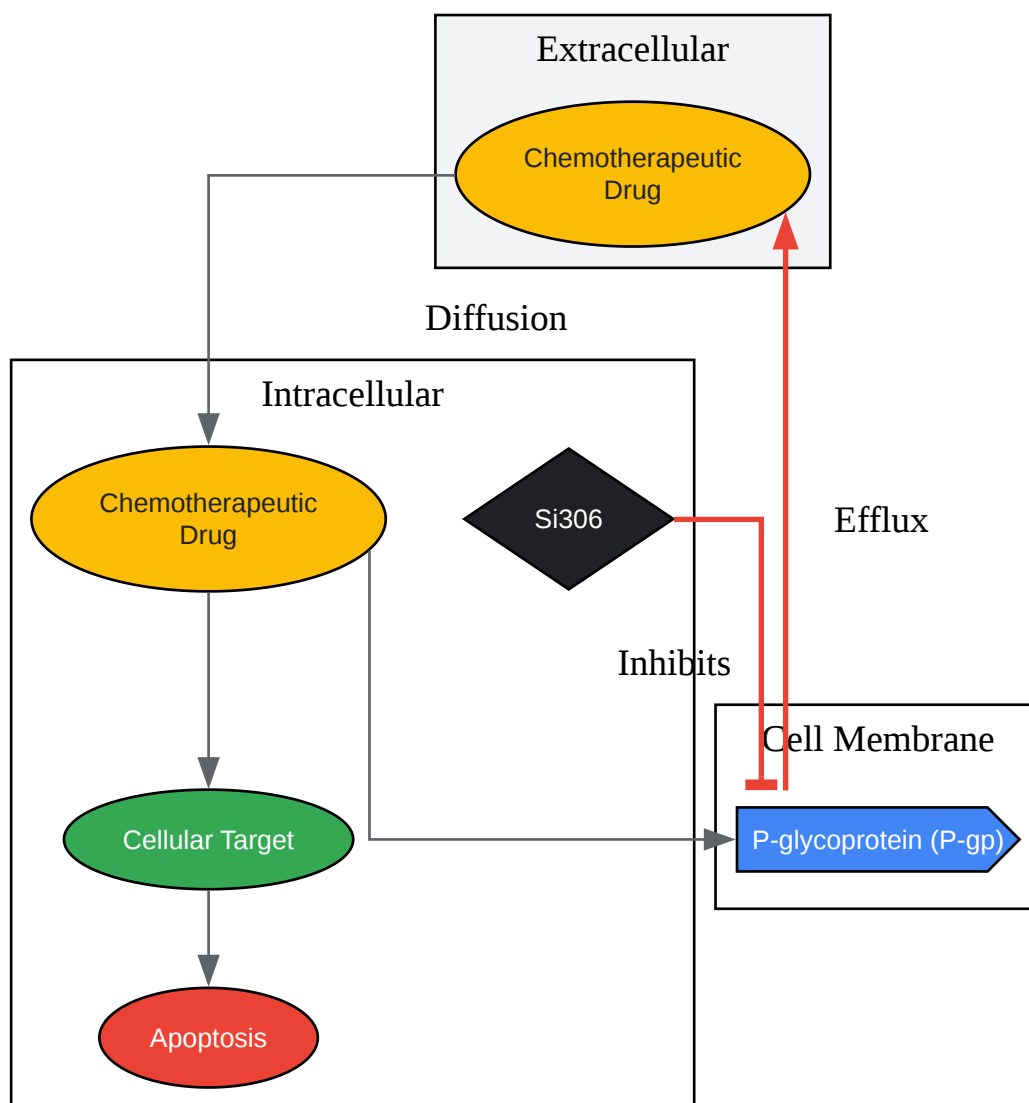 Extracellular
Chemotherapeutic
Drug
Diffusion
Intracellular
Chemotherapeutic
Drug
Si306
Efflux
Inhibits
Cell Membrane
Cellular Target
P-glycoprotein (P-gp)
Apoptosis